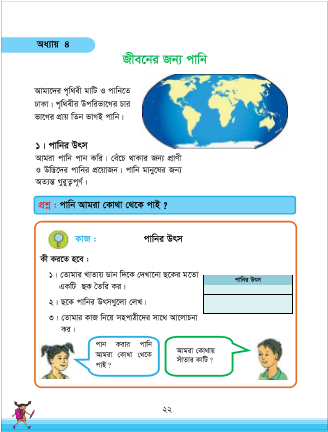 অধ্যায় ৪
জীবনের জন্য পানি
আমাদের পৃথিবী মাটি ও পানিতে
ঢাকা। পৃথিবীর উপরিভাগের চার
ভাগের প্রায় তিন ভাগই পানি।
১। পানির উৎস
আমরা পানি পান করি। বেঁচে থাকার জন্য প্রাণী
ও উদ্ভিদের পানির প্রয়োজন। পানি মানুষের জন্য
অত্যন্ত গুরুত্বপূর্ণ।
প্রশ্ন : পানি আমরা কোথা থেকে পাই ?
কাজ : পানির উৎস
কী করতে হবে :
১। তোমার খাতায় ডান দিকে দেখানো ছকের মতো
একটি ছক তৈরি কর।
পানির উৎস
২। ছকে পানির উৎসগুলো লেখ।
৩। তোমার কাজ নিয়ে সহপাঠীদের সাথে আলোচনা
কর।
পান করার পানি
আমরা কোথা থেকে
পাই ?
আমরা কোথায়
সাঁতার কাটি ?
২২